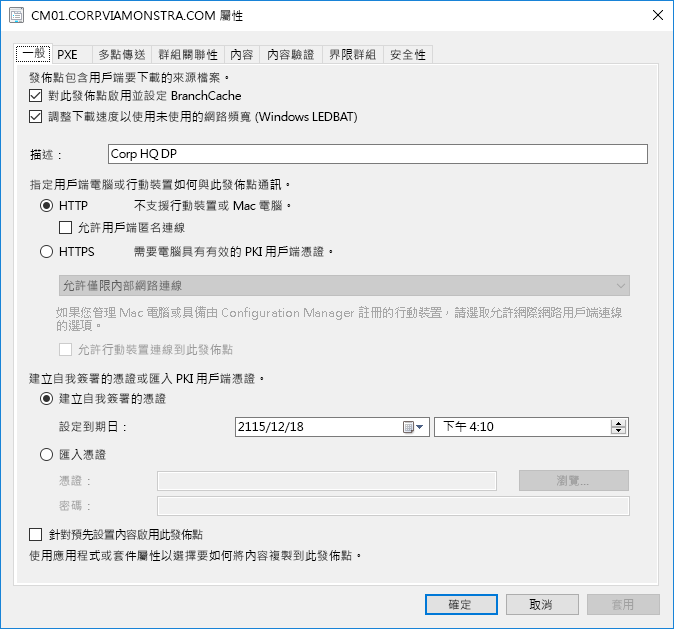 CM01.CORP.VIAMONSTRA.COM 屬性
一般 PXE 多點傳送 群組關聯性 內容 內容驗證 界限群組 安全性
發佈點包含用戶端要下載的來源檔案。
對此發佈點啟用並設定 BranchCache
調整下載速度以使用未使用的網路頻寬 (Windows LEDBAT)
描述： Corp HQ DP
指定用戶端電腦或行動裝置如何與此發佈點通訊。
HTTP 不支援行動裝置或 Mac 電腦。
允許用戶端匿名連線
HTTPS 需要電腦具有有效的 PKI 用戶端憑證。
允許僅限內部網路連線
如果您管理 Mac 電腦或具備由 Configuration Manager 註冊的行動裝置，請選取允許網際網路用戶端連線
的選項。
允許行動裝置連線到此發佈點
建立自我簽署的憑證或匯入 PKI 用戶端憑證。
建立自我簽署的憑證
設定到期日： 2115/12/18 下午 4:10
匯入憑證
憑證： 瀏覽...
密碼：
針對預先設置內容啟用此發佈點
使用應用程式或套件屬性以選擇要如何將內容複製到此發佈點。
確定 取消 套用